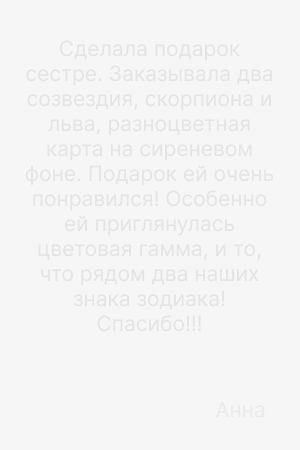 Сделала подарок
сестре. Заказывала два
созвездия, скорпиона и
льва, разноцветная
карта на сиреневом
фоне. Подарок ей очень
понравился! Особенно
ей приглянулась
цветовая гамма, и то,
что рядом два наших
знака зодиака!
Спасибо!!!
Анна